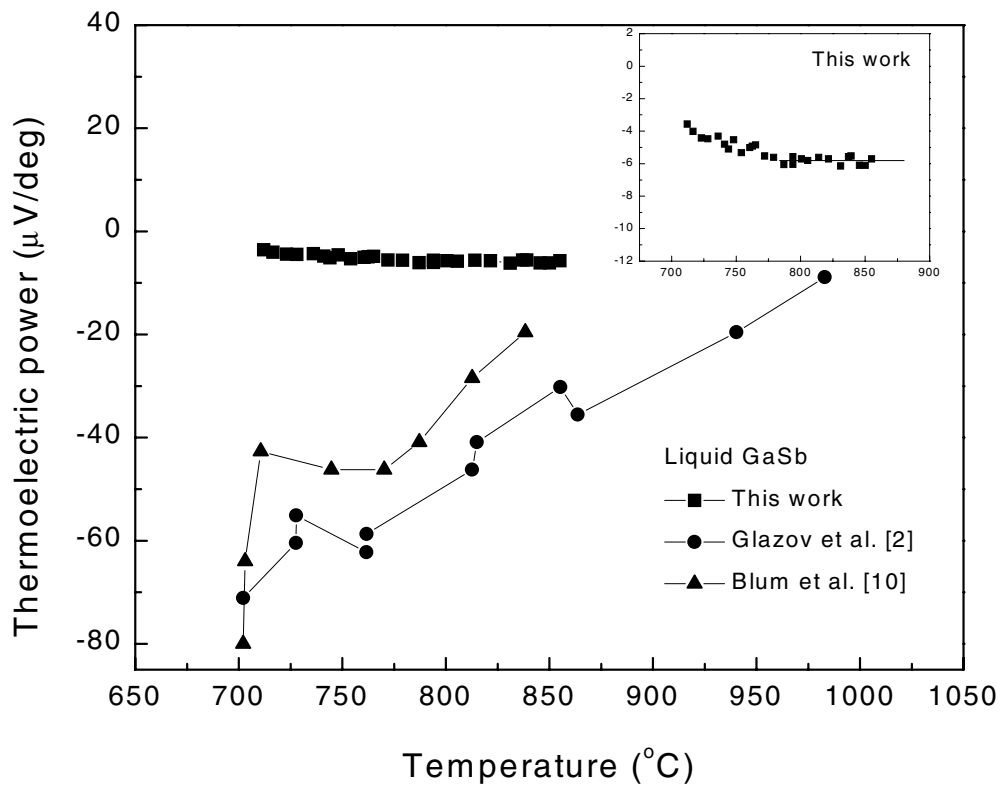 Thermoelectric power (μV/deg)
40
20
0
-20
-40
-60
-80
650 700 750 800 850 900 950 1000 1050
Temperature (°C)
This work
2
0
-2
-4
-6
-8
-10
-12
700 750 800 850 900
Liquid GaSb
This work
Glazov et al. [2]
Blum et al. [10]